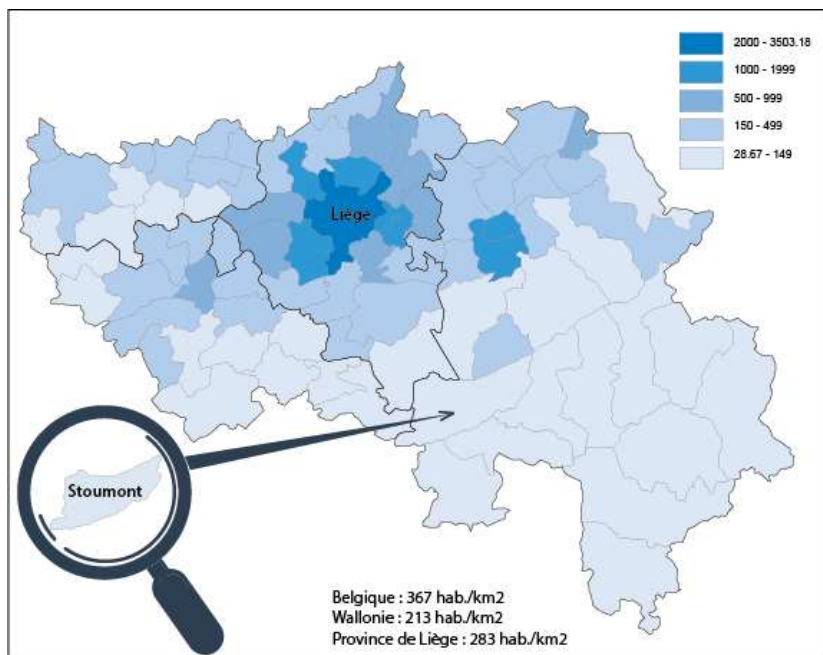 2000 - 3503.18
1000 - 1999
500 - 999
150 - 499
28.67 - 149
Liège
Stoumont
Belgique : 367 hab./km2
Wallonie : 213 hab./km2
Province de Liège : 283 hab./km2